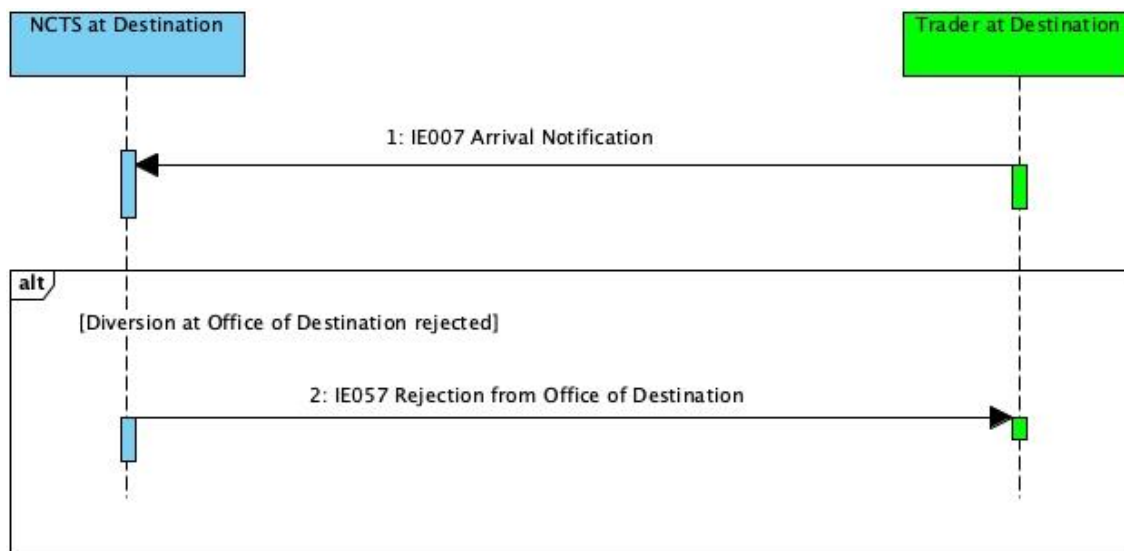 NCTS at Destination
Trader at Destination
1: IE007 Arrival Notification
alt
[Diversion at Office of Destination rejected]
2: IE057 Rejection from Office of Destination